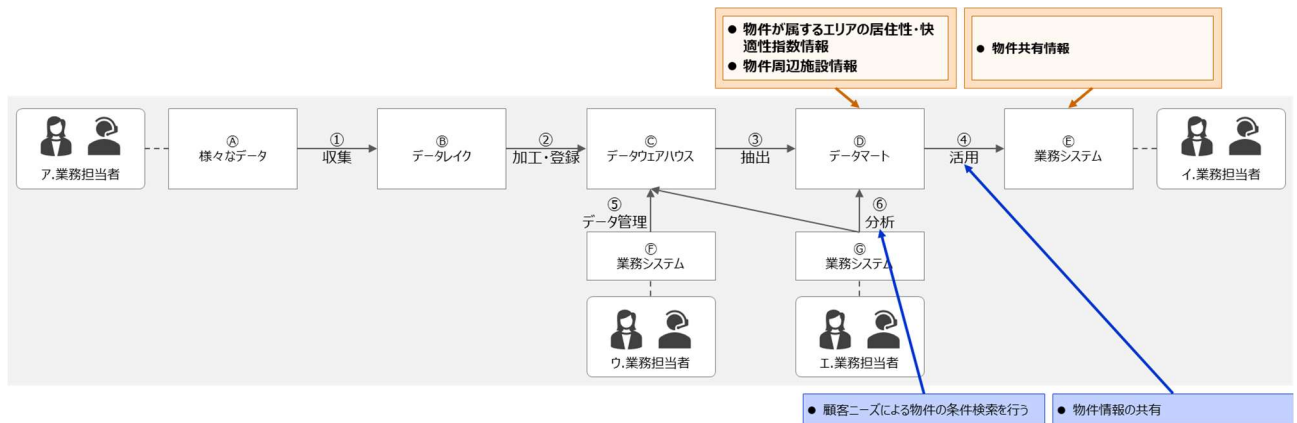 ● 物件が属するエリアの居住性・快
適性指数情報
● 物件周辺施設情報
● 物件共有情報
ア.業務担当者
Ⓐ
様々なデータ
①
収集
Ⓑ
データレイク
②
加工・登録
Ⓒ
データウェアハウス
③
抽出
Ⓓ
データマート
④
活用
Ⓔ
業務システム
イ.業務担当者
⑤
データ管理
⑥
分析
Ⓕ
業務システム
Ⓖ
業務システム
ウ.業務担当者
エ.業務担当者
● 顧客ニーズによる物件の条件検索を行う
● 物件情報の共有